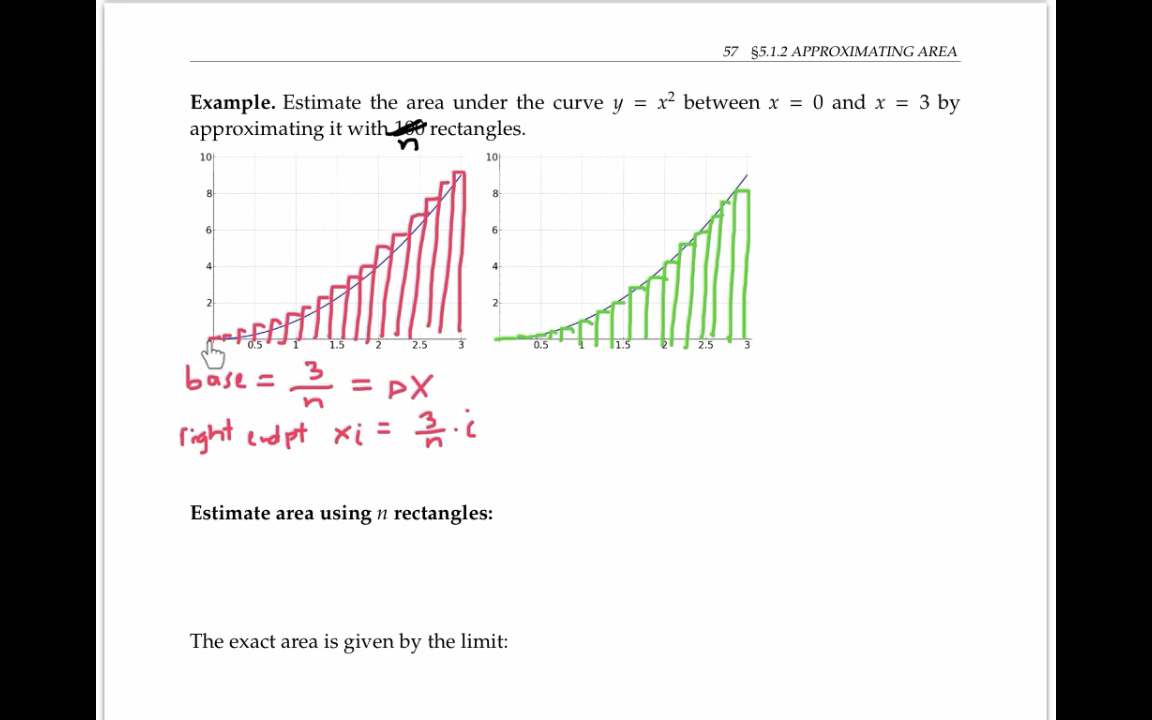 57 §5.1.2 APPROXIMATING AREA
Example. Estimate the area under the curve y = x² between x = 0 and x = 3 by
approximating it with 100 rectangles.
n
10
8
6
4
2
0.5 1 1.5 2 2.5 3
10
8
6
4
2
0.5 1 1.5 2 2.5 3
base = 3/n = ΔX
right endpt xi = 3/n · i
Estimate area using n rectangles:
The exact area is given by the limit: